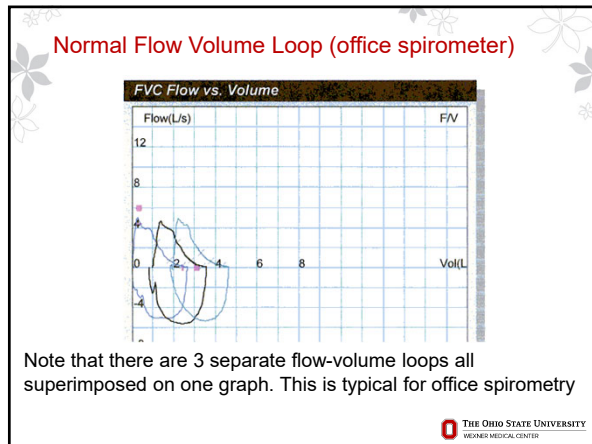 Normal Flow Volume Loop (office spirometer)
FVC Flow vs. Volume
Flow(L/s) F/V
12
8
4
0 2 4 6 8 Vol(L
-4
Note that there are 3 separate flow-volume loops all
superimposed on one graph. This is typical for office spirometry
THE OHIO STATE UNIVERSITY
WEXNER MEDICAL CENTER